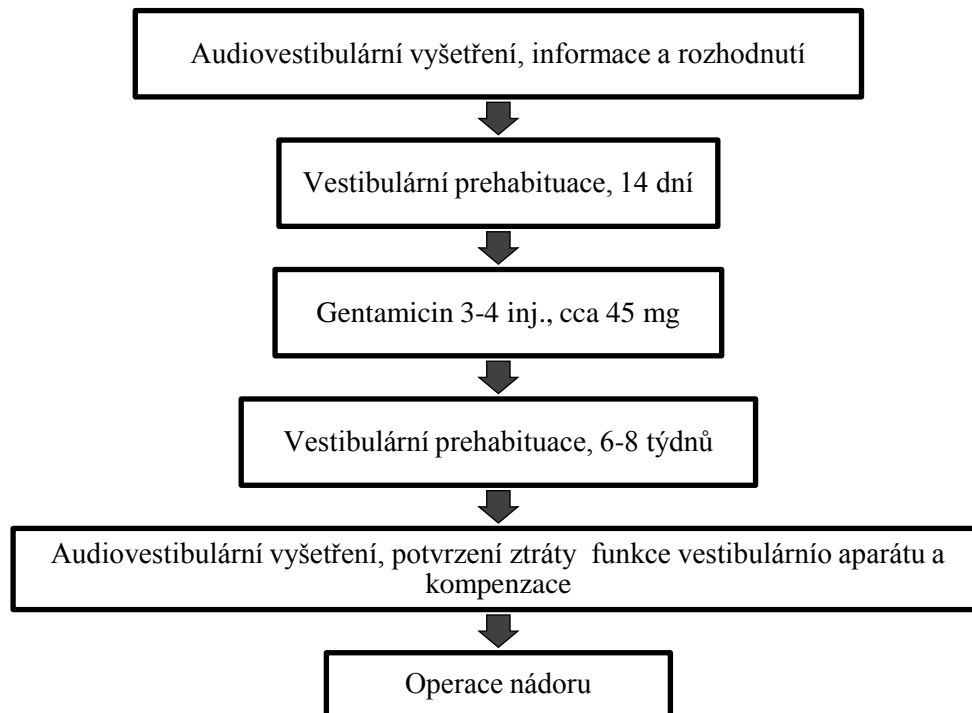 Audiovestibulární vyšetření, informace a rozhodnutí
Vestibulární prehabituace, 14 dní
Gentamicin 3-4 inj., cca 45 mg
Vestibulární prehabituace, 6-8 týdnů
Audiovestibulární vyšetření, potvrzení ztráty funkce vestibulárnío aparátu a
kompenzace
Operace nádoru